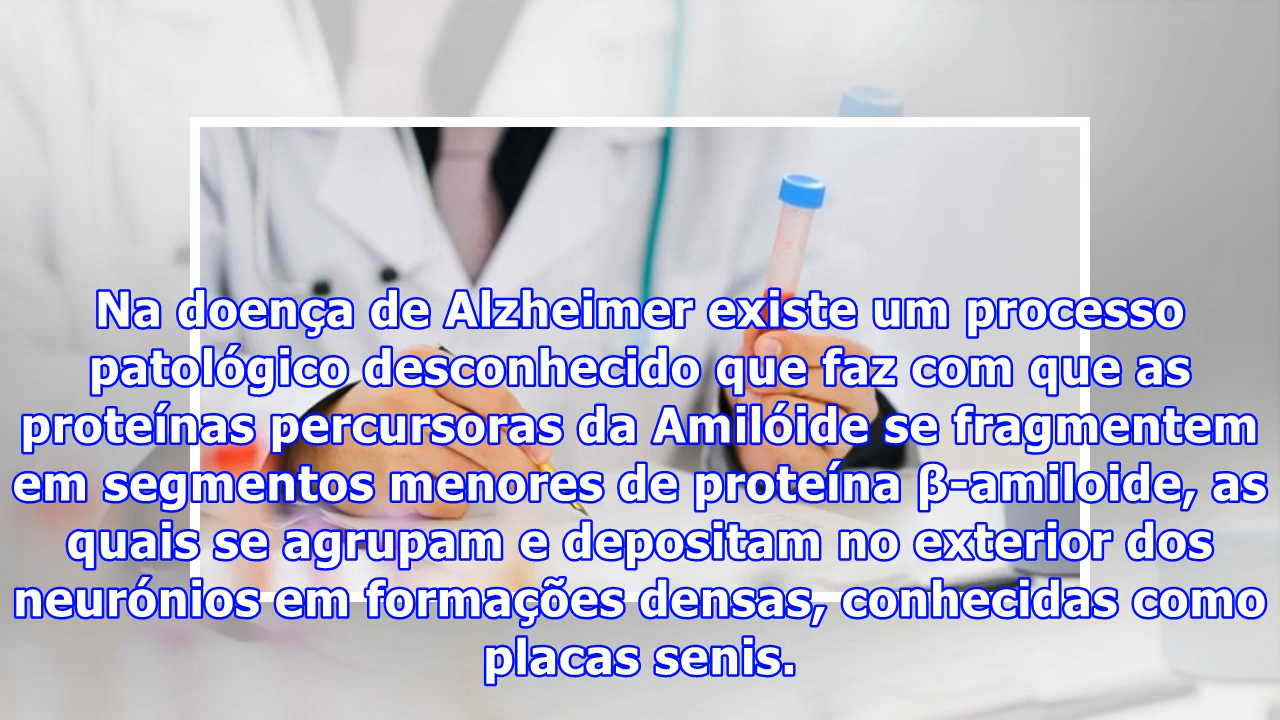 Na doença de Alzheimer existe um processo
patológico desconhecido que faz com que as
proteínas percursoras da Amilóide se fragmentem
em segmentos menores de proteína β-amiloide, as
quais se agrupam e depositam no exterior dos
neurónios em formações densas, conhecidas como
placas senis.